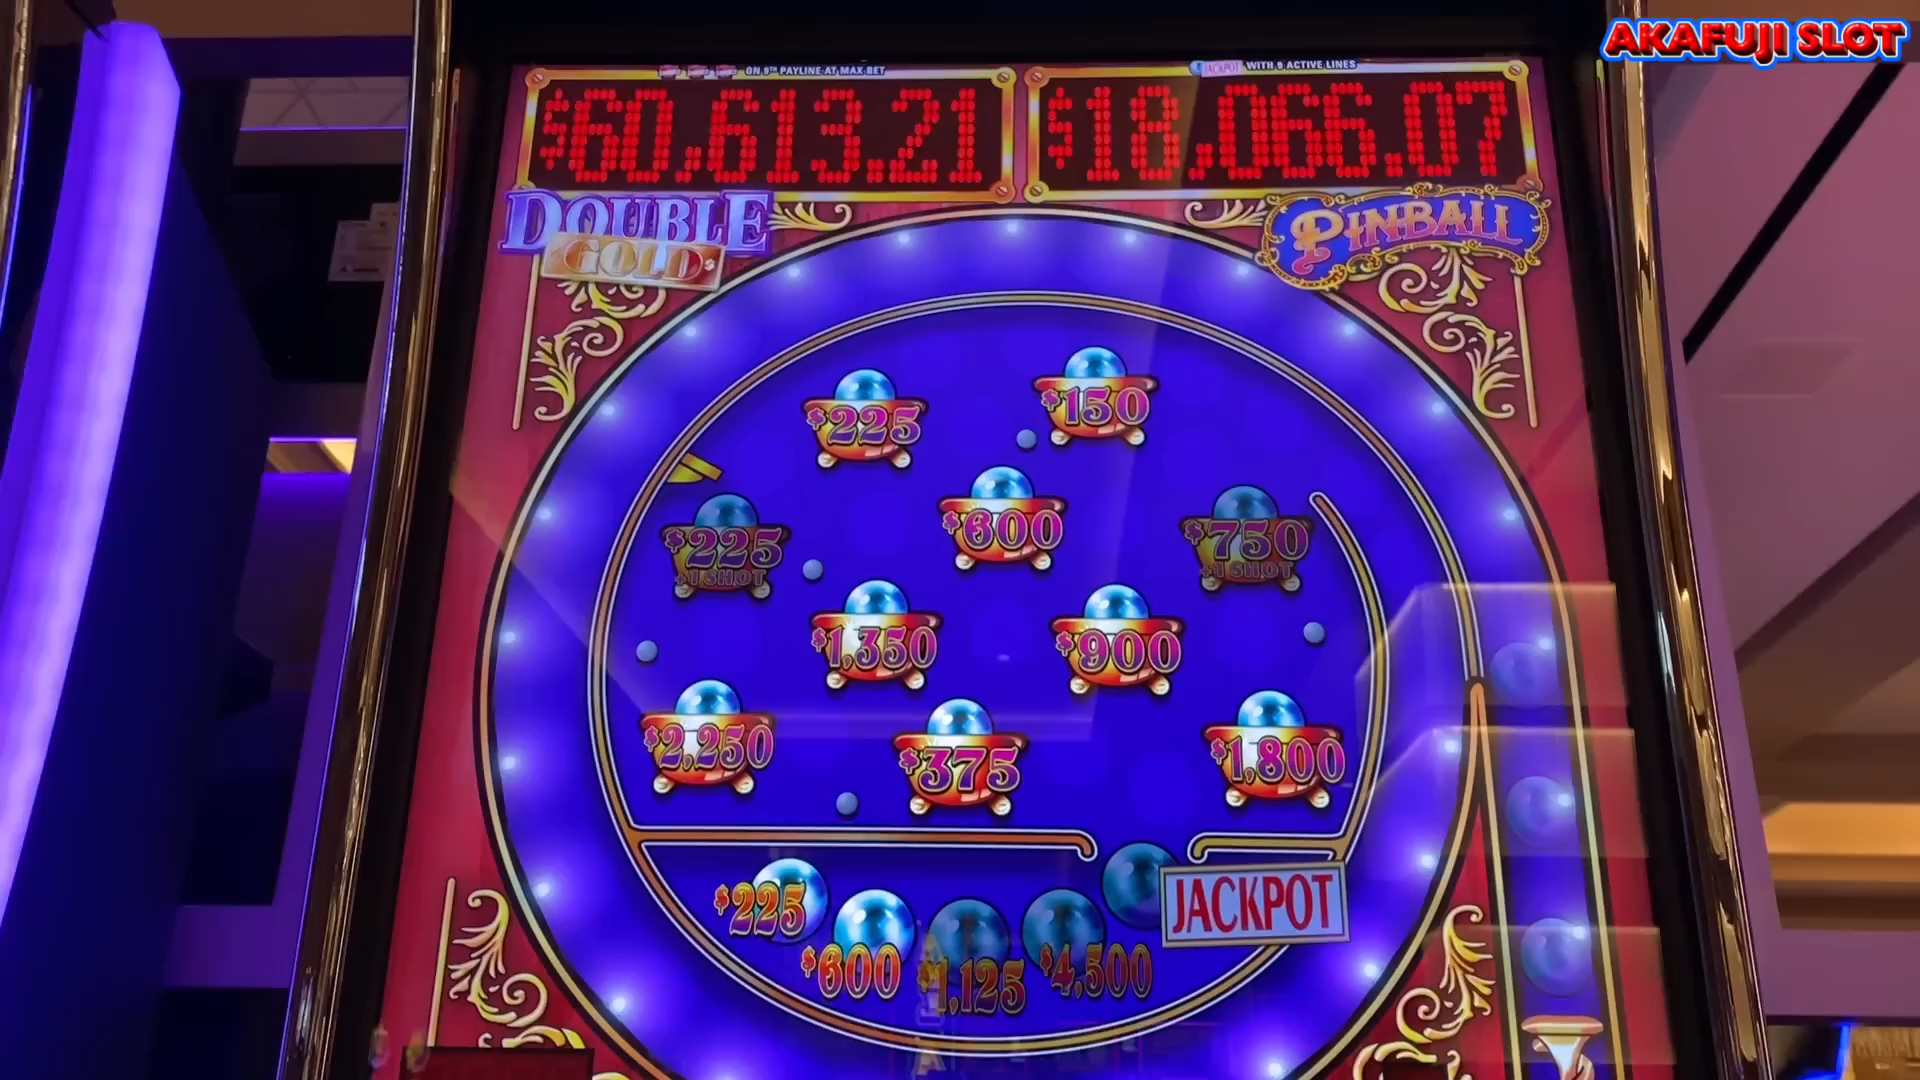 AKAFUJI SLOT
ON 9TH PAYLINE AT MAX BET
JACKPOT WITH 9 ACTIVE LINES
$60,613.21
$18,066.07
DOUBLE
GOLD
PINBALL
$225
$150
$225
+1 SHOT
$600
$750
+1 SHOT
$1,350
$900
$2,250
$375
$1,800
$225
$600
$1,125
$4,500
JACKPOT